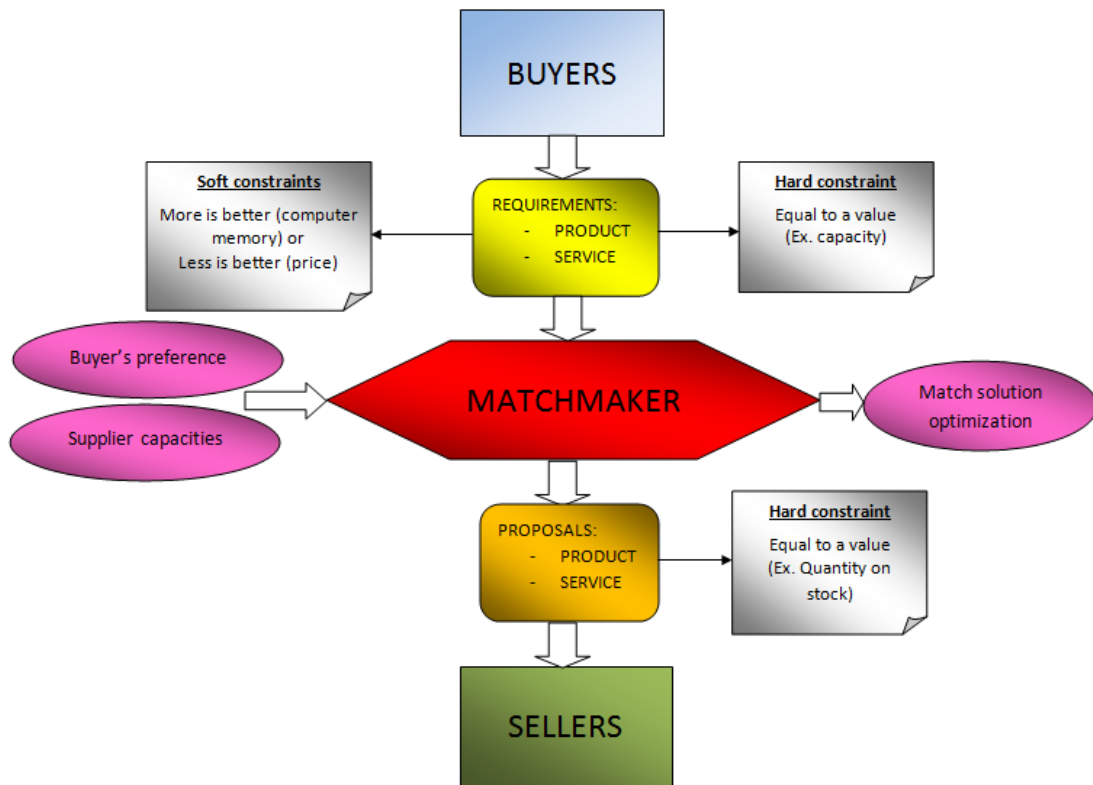 BUYERS
Soft constraints
More is better (computer
memory) or
Less is better (price)
REQUIREMENTS:
- PRODUCT
- SERVICE
Hard constraint
Equal to a value
(Ex. capacity)
Buyer's preference
Supplier capacities
MATCHMAKER
Match solution
optimization
PROPOSALS:
- PRODUCT
- SERVICE
Hard constraint
Equal to a value
(Ex. Quantity on
stock)
SELLERS